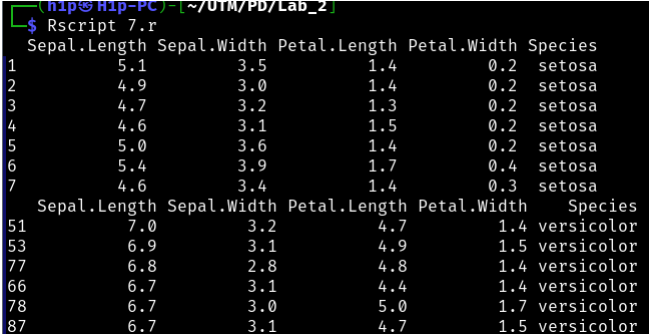 (h1p㉿H1p-PC)-[~/UTM/PD/Lab_2]
$ Rscript 7.r
Sepal.Length Sepal.Width Petal.Length Petal.Width Species
1 5.1 3.5 1.4 0.2 setosa
2 4.9 3.0 1.4 0.2 setosa
3 4.7 3.2 1.3 0.2 setosa
4 4.6 3.1 1.5 0.2 setosa
5 5.0 3.6 1.4 0.2 setosa
6 5.4 3.9 1.7 0.4 setosa
7 4.6 3.4 1.4 0.3 setosa
Sepal.Length Sepal.Width Petal.Length Petal.Width Species
51 7.0 3.2 4.7 1.4 versicolor
53 6.9 3.1 4.9 1.5 versicolor
77 6.8 2.8 4.8 1.4 versicolor
66 6.7 3.1 4.4 1.4 versicolor
78 6.7 3.0 5.0 1.7 versicolor
87 6.7 3.1 4.7 1.5 versicolor